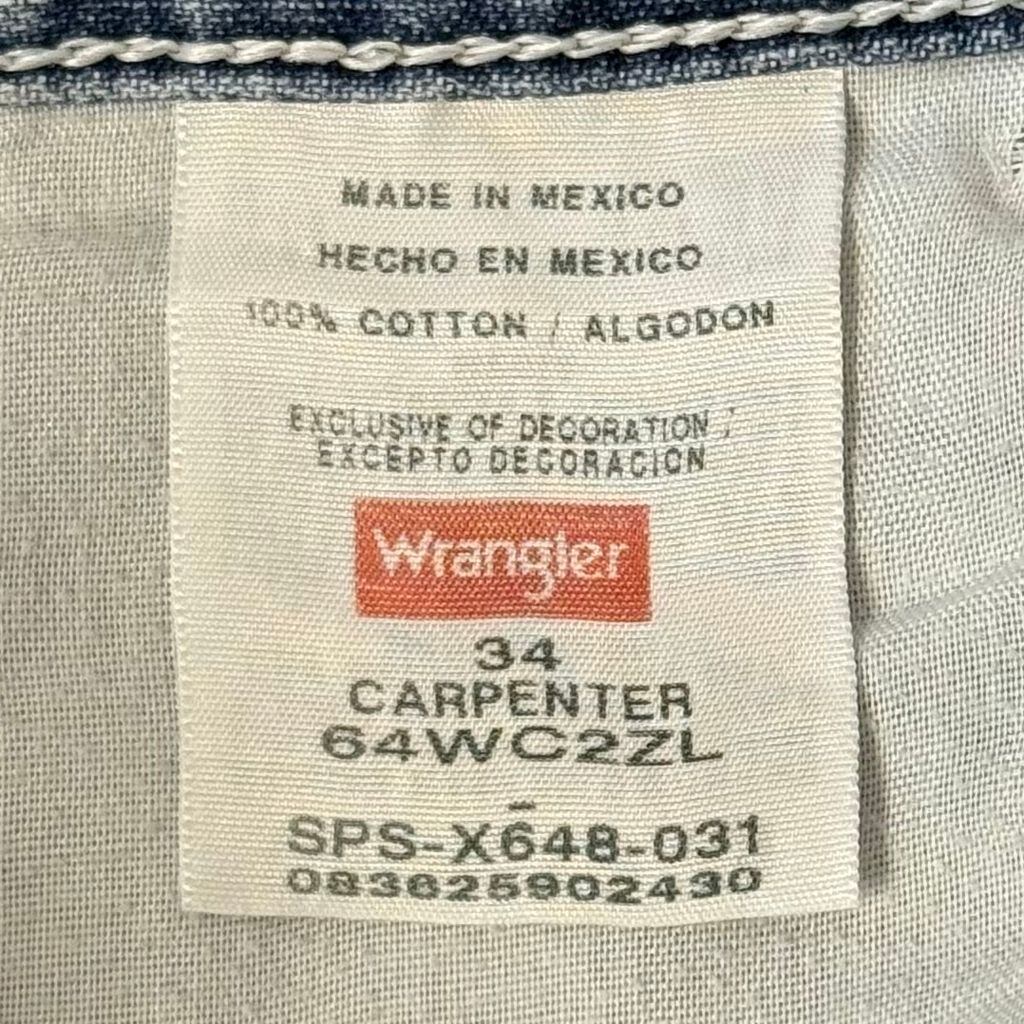 MADE IN MEXICO
HECHO EN MEXICO
100% COTTON / ALGODON
EXCLUSIVE OF DECORATION /
EXCEPTO DECORACION
Wrangler
34
CARPENTER
64WC2ZL
-
SPS-X648-031
083625902430